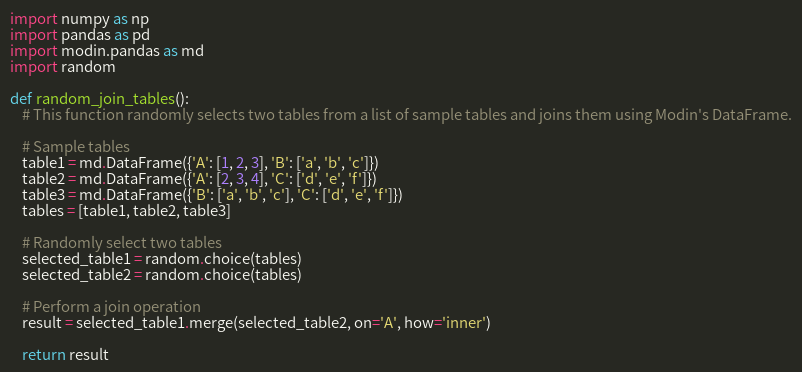 import numpy as np
import pandas as pd
import modin.pandas as md
import random

def random_join_tables():
    # This function randomly selects two tables from a list of sample tables and joins them using Modin's DataFrame.

    # Sample tables
    table1 = md.DataFrame({'A': [1, 2, 3], 'B': ['a', 'b', 'c']})
    table2 = md.DataFrame({'A': [2, 3, 4], 'C': ['d', 'e', 'f']})
    table3 = md.DataFrame({'B': ['a', 'b', 'c'], 'C': ['d', 'e', 'f']})
    tables = [table1, table2, table3]

    # Randomly select two tables
    selected_table1 = random.choice(tables)
    selected_table2 = random.choice(tables)

    # Perform a join operation
    result = selected_table1.merge(selected_table2, on='A', how='inner')

    return result